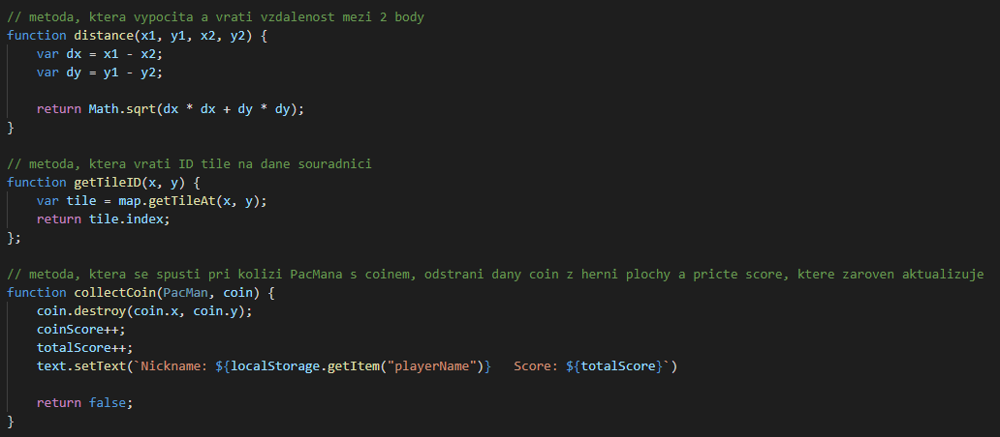 // metoda, ktera vypocita a vrati vzdalenost mezi 2 body
function distance(x1, y1, x2, y2) {
    var dx = x1 - x2;
    var dy = y1 - y2;

    return Math.sqrt(dx * dx + dy * dy);
}

// metoda, ktera vrati ID tile na dane souradnici
function getTileID(x, y) {
    var tile = map.getTileAt(x, y);
    return tile.index;
};

// metoda, ktera se spusti pri kolizi PacMana s coinem, odstrani dany coin z herni plochy a pricte score, ktere zaroven aktualizuje
function collectCoin(PacMan, coin) {
    coin.destroy(coin.x, coin.y);
    coinScore++;
    totalScore++;
    text.setText(`Nickname: ${localStorage.getItem("playerName")}   Score: ${totalScore}`)

    return false;
}